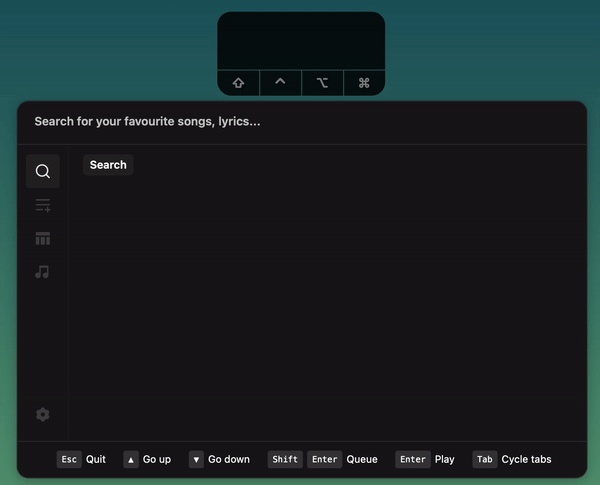 Search for your favourite songs, lyrics...
Search
Esc Quit ▲ Go up ▼ Go down Shift Enter Queue Enter Play Tab Cycle tabs